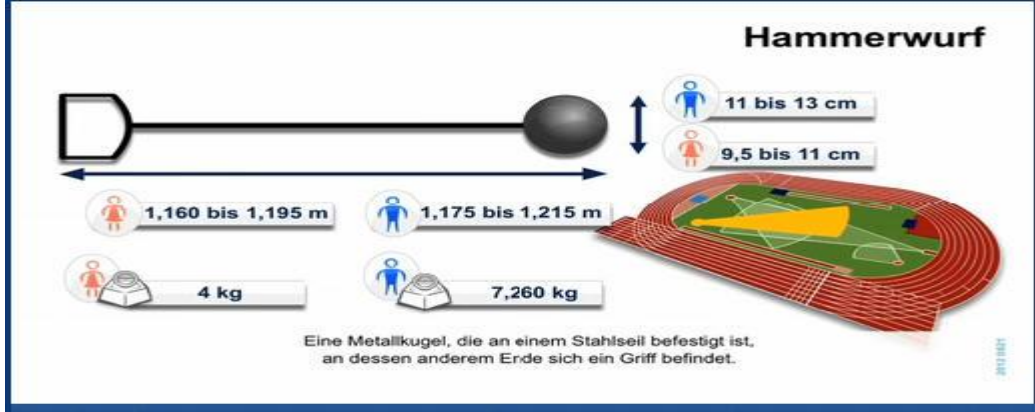 Hammerwurf
11 bis 13 cm
9,5 bis 11 cm
1,160 bis 1,195 m
1,175 bis 1,215 m
4 kg
7,260 kg
Eine Metallkugel, die an einem Stahlseil befestigt ist,
an dessen anderem Ende sich ein Griff befindet.